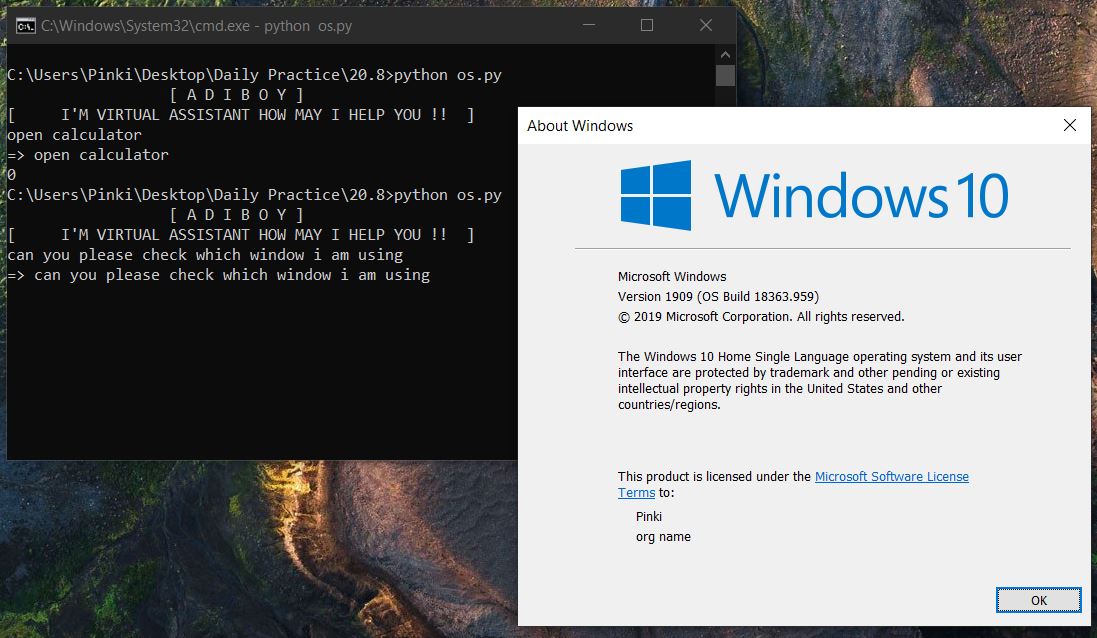 C:\Windows\System32\cmd.exe - python  os.py
C:\Users\Pinki\Desktop\Daily Practice\20.8>python os.py
[ A D I B O Y ]
[     I'M VIRTUAL ASSISTANT HOW MAY I HELP YOU !!  ]
open calculator
=> open calculator
0
C:\Users\Pinki\Desktop\Daily Practice\20.8>python os.py
[ A D I B O Y ]
[     I'M VIRTUAL ASSISTANT HOW MAY I HELP YOU !!  ]
can you please check which window i am using
=> can you please check which window i am using
About Windows
Windows 10
Microsoft Windows
Version 1909 (OS Build 18363.959)
© 2019 Microsoft Corporation. All rights reserved.
The Windows 10 Home Single Language operating system and its user
interface are protected by trademark and other pending or existing
intellectual property rights in the United States and other
countries/regions.
This product is licensed under the Microsoft Software License
Terms to:
Pinki
org name
OK